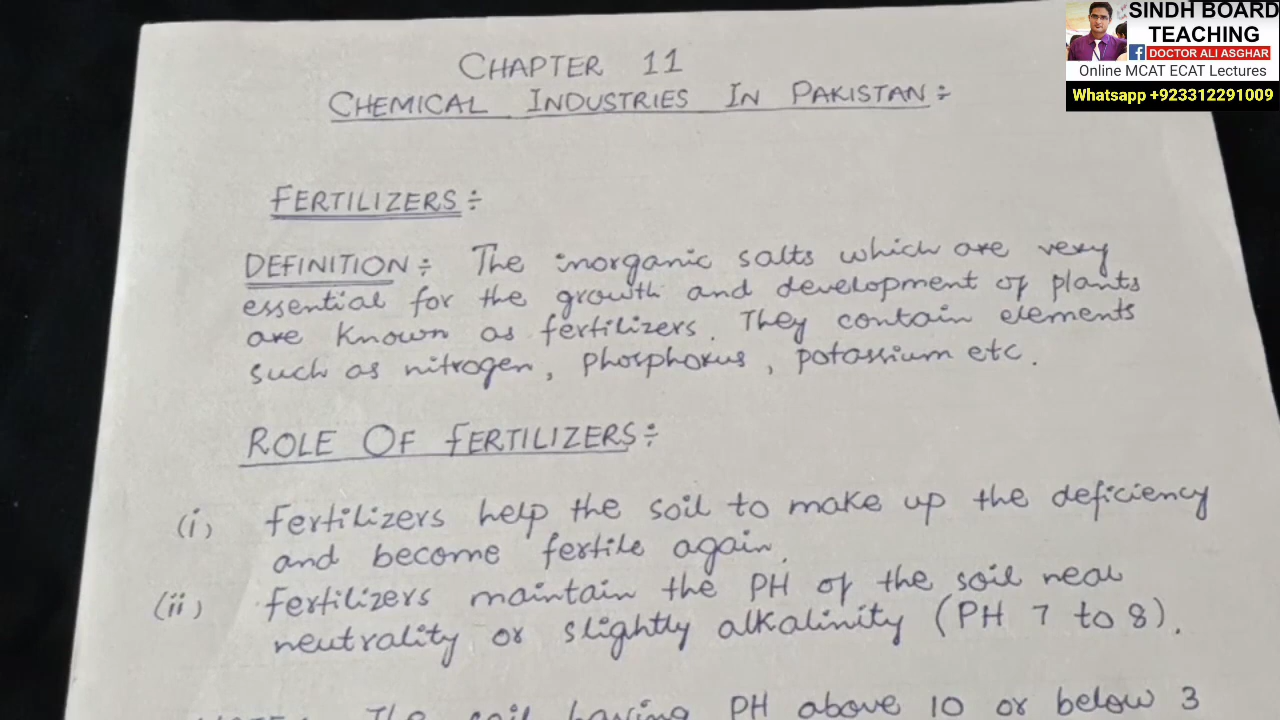 SINDH BOARD
TEACHING
f DOCTOR ALI ASGHAR
Online MCAT ECAT Lectures
Whatsapp +923312291009
CHAPTER 11
CHEMICAL INDUSTRIES IN PAKISTAN:
FERTILIZERS:
DEFINITION: The inorganic salts which are very
essential for the growth and development of plants
are known as fertilizers. They contain elements
such as nitrogen, phosphorus, potassium etc.
ROLE OF FERTILIZERS:
(i) Fertilizers help the soil to make up the deficiency
and become fertile again.
(ii) Fertilizers maintain the PH of the soil near
neutrality or slightly alkalinity (PH 7 to 8).
The soil having PH above 10 or below 3